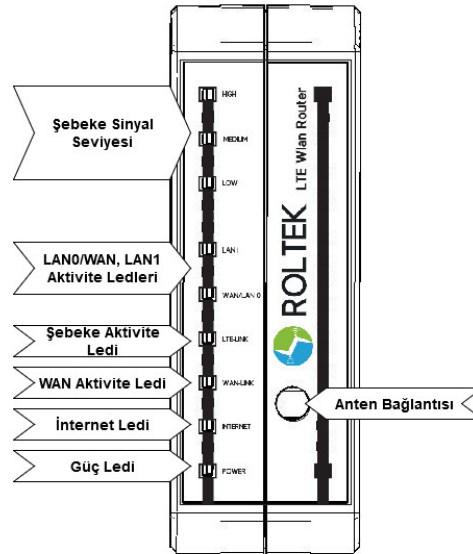 Şebeke Sinyal
Seviyesi
LAN0/WAN, LAN1
Aktivite Ledleri
Şebeke Aktivite
Ledi
WAN Aktivite Ledi
İnternet Ledi
Güç Ledi
HIGH
MEDIUM
LOW
LAN1
WAN/LAN 0
LTE-LINK
WAN-LINK
INTERNET
POWER
ROLTEK
LTE Wlan Router
Anten Bağlantısı